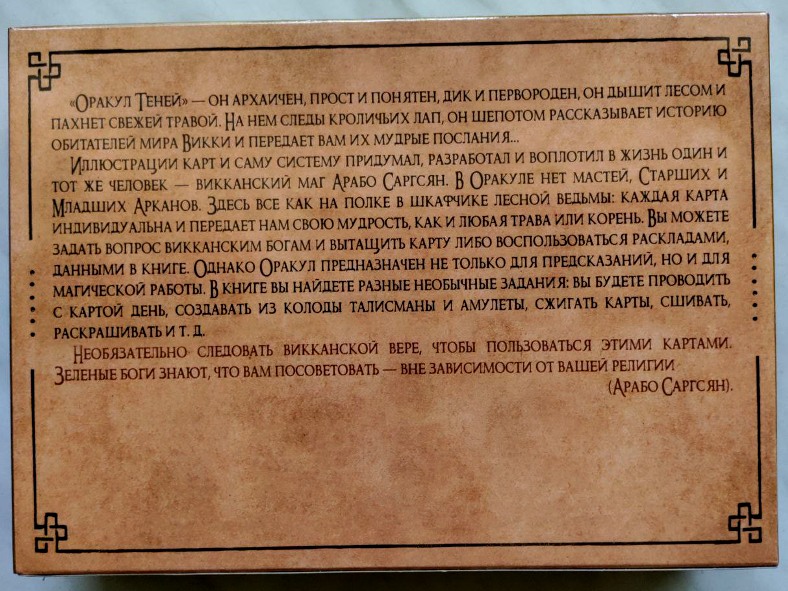 «Оракул Теней» — он архаичен, прост и понятен, дик и первороден, он дышит лесом и
пахнет свежей травой. На нем следы кроличьих лап, он шепотом рассказывает историю
обитателей мира Викки и передает вам их мудрые послания...
Иллюстрации карт и саму систему придумал, разработал и воплотил в жизнь один и
тот же человек — викканский маг Арабо Саргсян. В Оракуле нет мастей, Старших и
Младших Арканов. Здесь все как на полке в шкафчике лесной ведьмы: каждая карта
индивидуальна и передает нам свою мудрость, как и любая трава или корень. Вы можете
задать вопрос викканским богам и вытащить карту либо воспользоваться раскладами,
данными в книге. Однако Оракул предназначен не только для предсказаний, но и для
магической работы. В книге вы найдете разные необычные задания: вы будете проводить
с картой день, создавать из колоды талисманы и амулеты, сжигать карты, сшивать,
раскрашивать и т. д.
Необязательно следовать викканской вере, чтобы пользоваться этими картами.
Зеленые боги знают, что вам посоветовать — вне зависимости от вашей религии
(Арабо Саргсян).